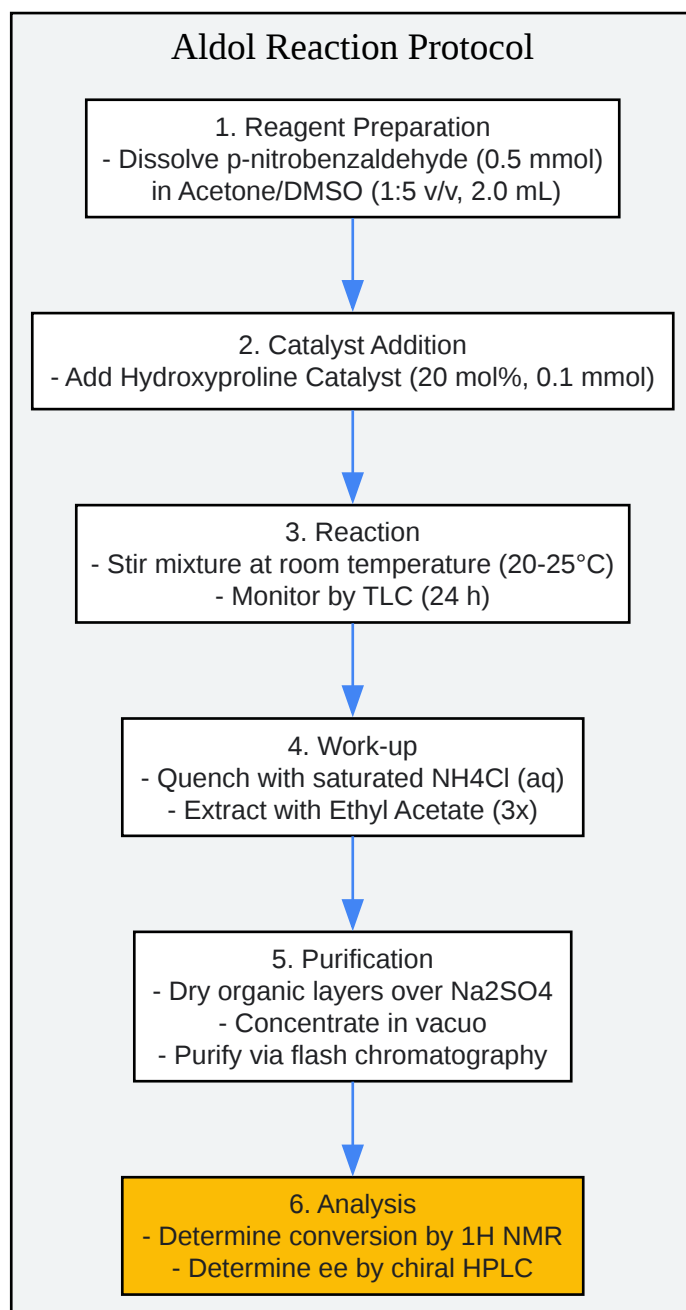 Aldol Reaction Protocol
1. Reagent Preparation
- Dissolve p-nitrobenzaldehyde (0.5 mmol)
in Acetone/DMSO (1:5 v/v, 2.0 mL)
2. Catalyst Addition
- Add Hydroxyproline Catalyst (20 mol%, 0.1 mmol)
3. Reaction
- Stir mixture at room temperature (20-25°C)
- Monitor by TLC (24 h)
4. Work-up
- Quench with saturated NH4Cl (aq)
- Extract with Ethyl Acetate (3x)
5. Purification
- Dry organic layers over Na2SO4
- Concentrate in vacuo
- Purify via flash chromatography
6. Analysis
- Determine conversion by 1H NMR
- Determine ee by chiral HPLC